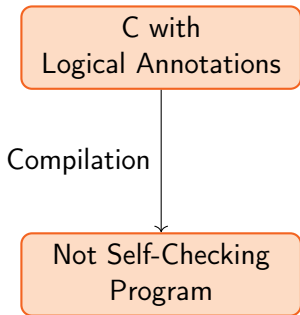 C with
Logical Annotations
Compilation
Not Self-Checking
Program